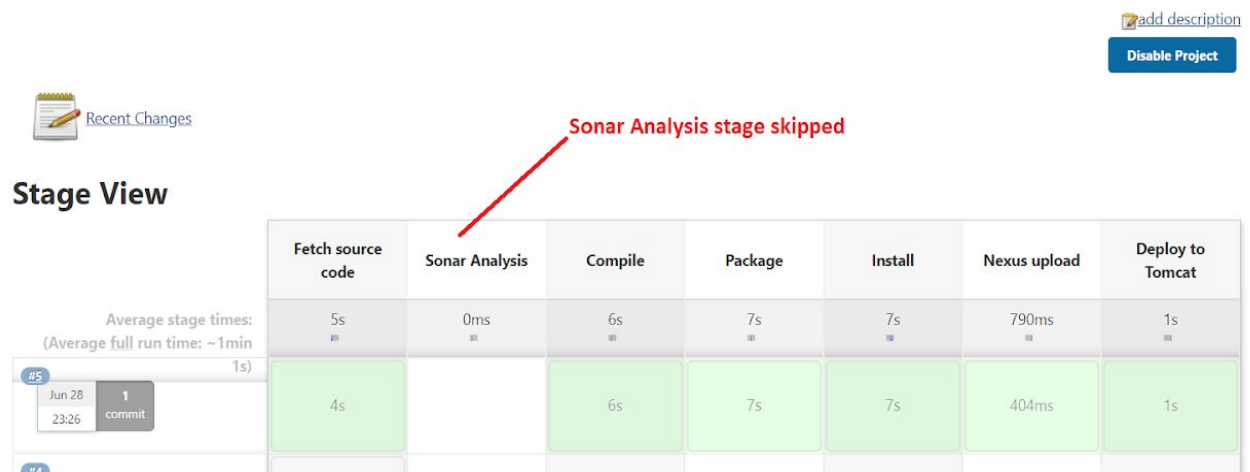 add description
Disable Project
Recent Changes
Sonar Analysis stage skipped
Stage View
Fetch source
code
Sonar Analysis
Compile
Package
Install
Nexus upload
Deploy to
Tomcat
Average stage times:
(Average full run time: ~1min
1s)
5s
0ms
6s
7s
7s
790ms
1s
#5
Jun 28
23:26
1
commit
4s
6s
7s
7s
404ms
1s
#4